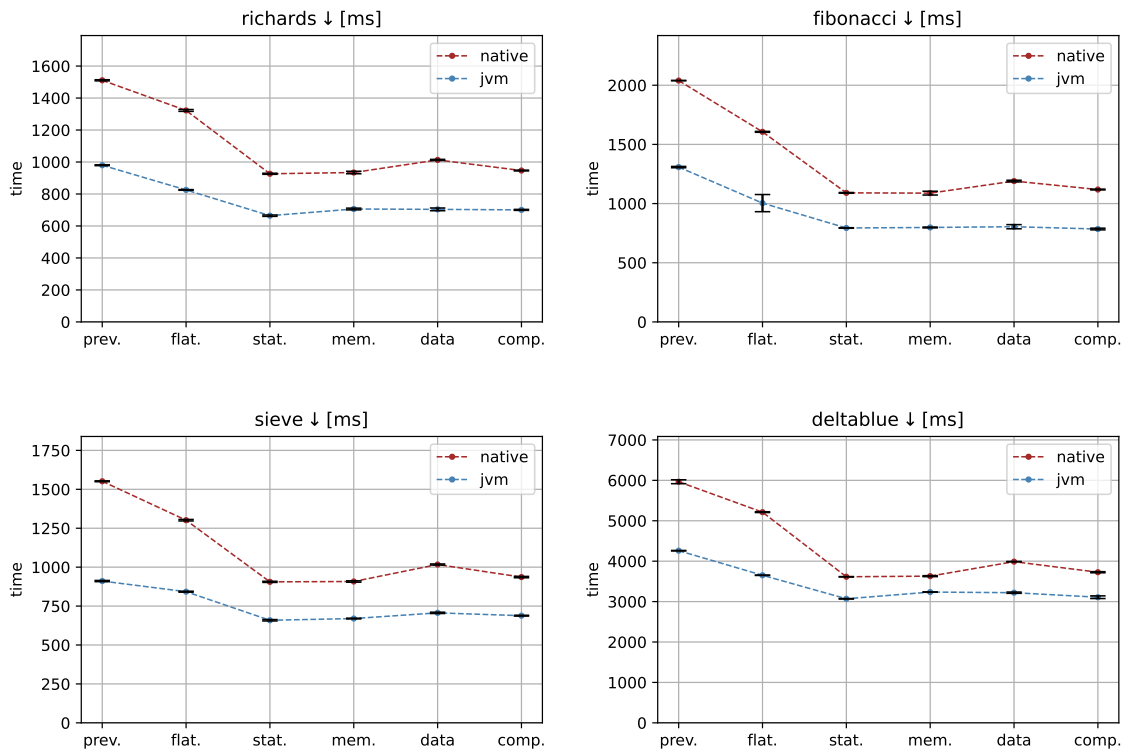 richards ↓ [ms]
native
jvm
time
1600
1400
1200
1000
800
600
400
200
0
prev. flat. stat. mem. data comp.
fibonacci ↓ [ms]
native
jvm
time
2000
1500
1000
500
0
prev. flat. stat. mem. data comp.
sieve ↓ [ms]
native
jvm
time
1750
1500
1250
1000
750
500
250
0
prev. flat. stat. mem. data comp.
deltablue ↓ [ms]
native
jvm
time
7000
6000
5000
4000
3000
2000
1000
0
prev. flat. stat. mem. data comp.